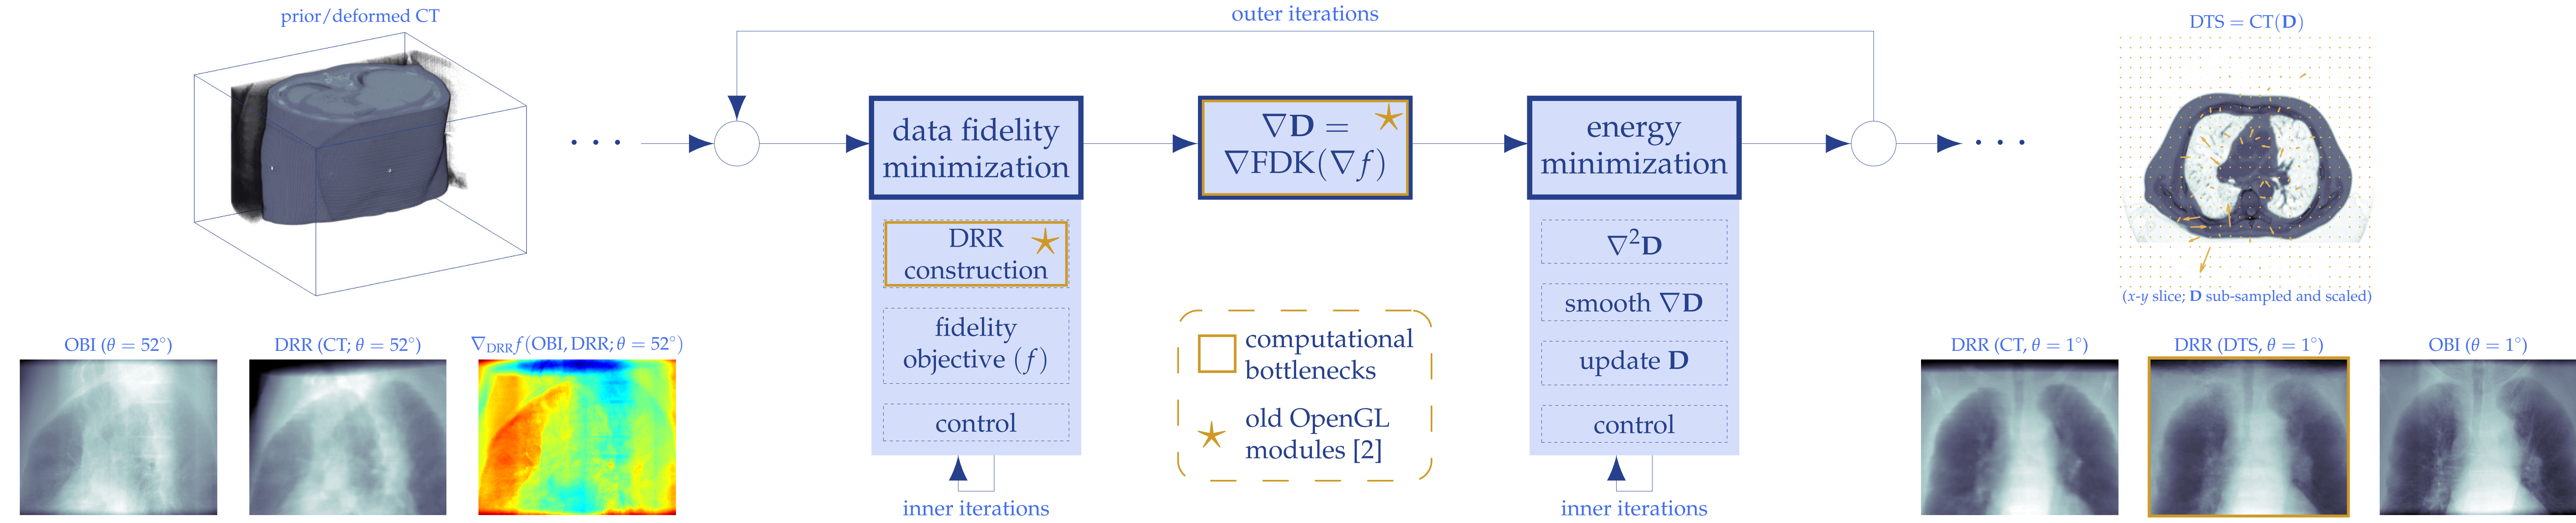 prior/deformed CT
outer iterations
DTS = CT(D)
data fidelity
minimization
∇D =
∇FDK(∇f)
energy
minimization
DRR
construction
fidelity
objective (f)
control
inner iterations
∇²D
smooth ∇D
update D
control
inner iterations
computational
bottlenecks
old OpenGL
modules [2]
(x-y slice; D sub-sampled and scaled)
OBI (θ = 52°)
DRR (CT; θ = 52°)
∇DRR f(OBI, DRR; θ = 52°)
DRR (CT, θ = 1°)
DRR (DTS, θ = 1°)
OBI (θ = 1°)